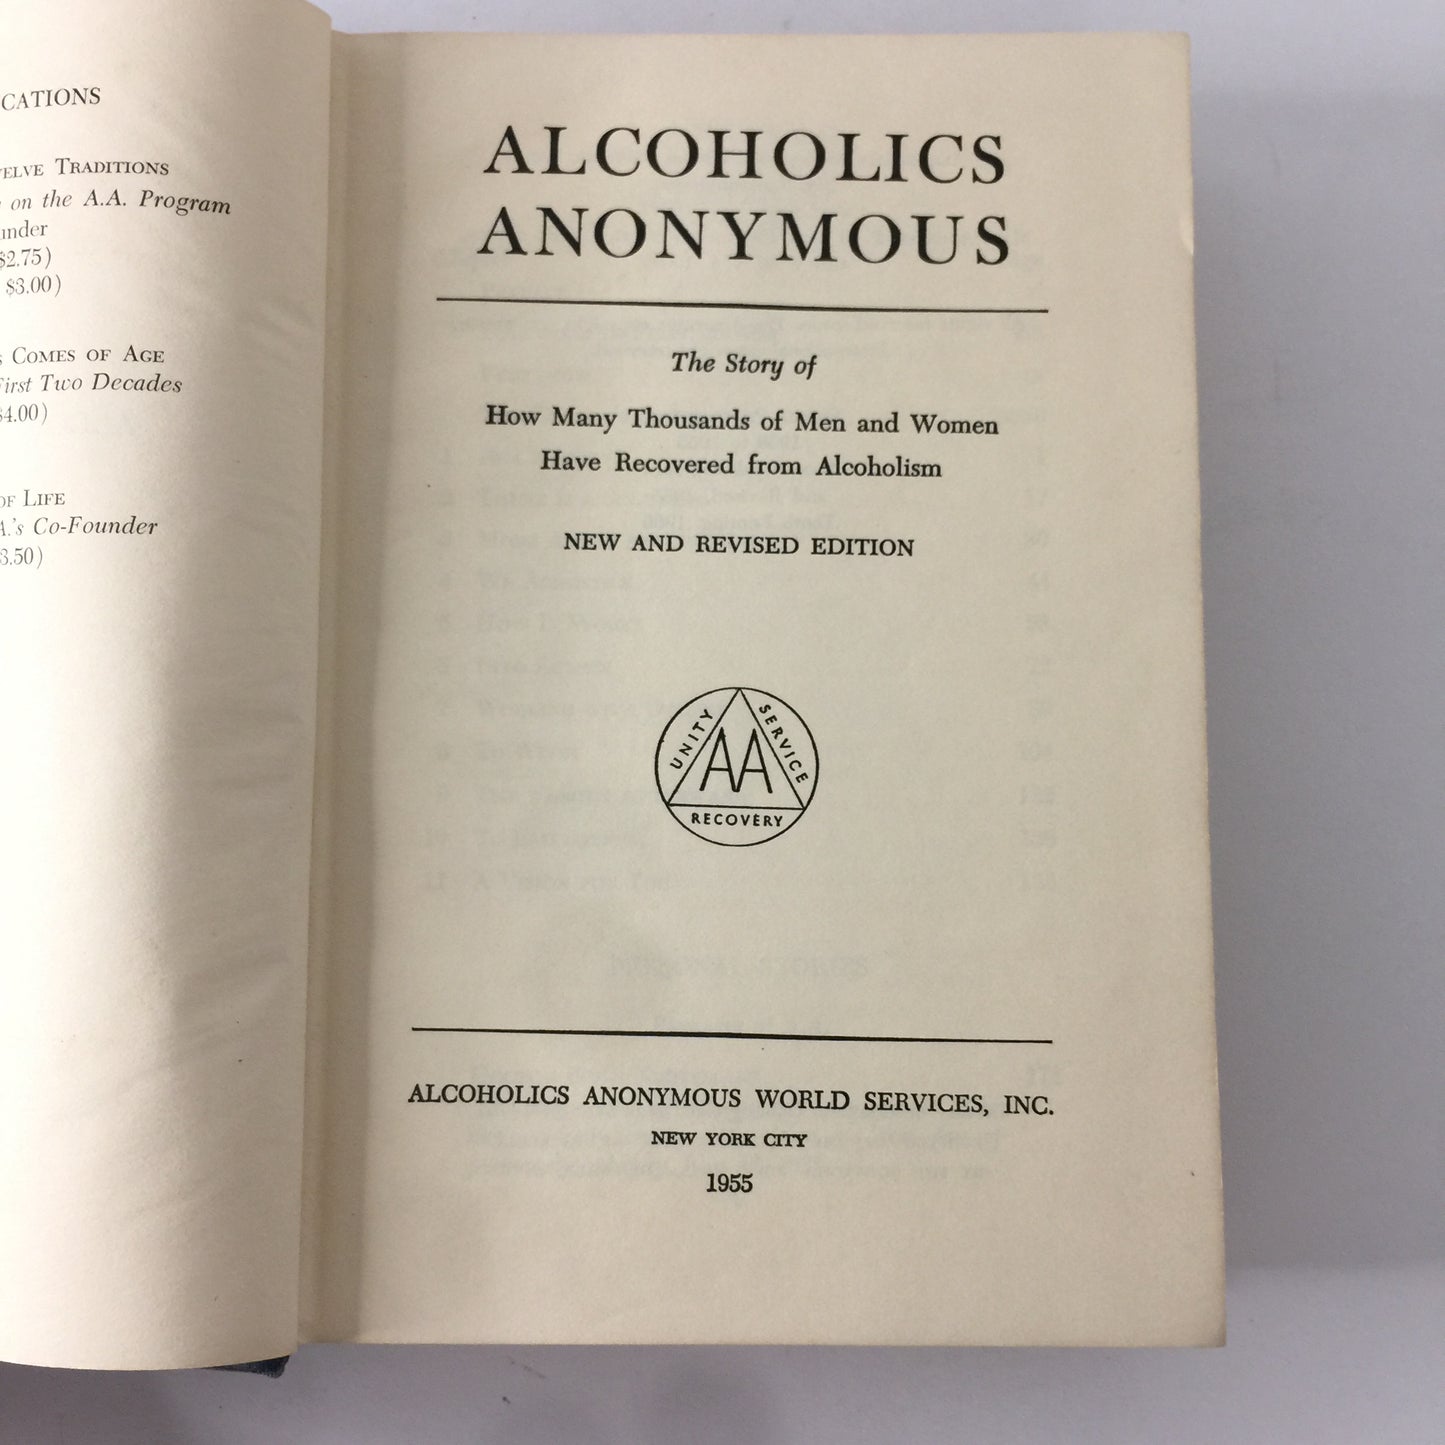 CATIONS
TRADITIONS
on the A.A. Program
$2.75)
$3.00)
COMES OF AGE
First Two Decades
$4.00)
OF LIFE
A.'s Co-Founder
3.50)
ALCOHOLICS
ANONYMOUS
The Story of
How Many Thousands of Men and Women
Have Recovered from Alcoholism
NEW AND REVISED EDITION
UNITY
SERVICE
AA
RECOVERY
ALCOHOLICS ANONYMOUS WORLD SERVICES, INC.
NEW YORK CITY
1955